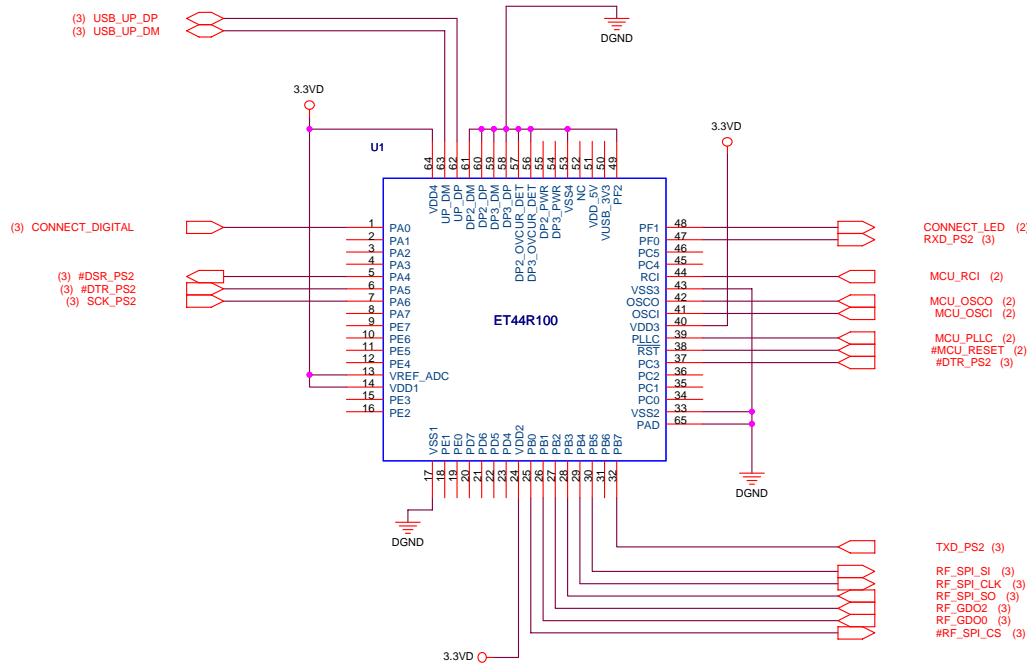 (3) USB_UP_DP
(3) USB_UP_DM
DGND
3.3VD
3.3VD
U1
64 63 62 61 60 59 58 57 56 55 54 53 52 51 50 49
VDD4
UP_DM
UP_DP
DP2_DM
DP2_DP
DP3_DM
DP3_DP
DP2_OVCUR_DET
DP3_OVCUR_DET
DP2_PWR
DP3_PWR
VSS4
NC
VDD_5V
VUSB_3V3
PF2
(3) CONNECT_DIGITAL
(3) #DSR_PS2
(3) #DTR_PS2
(3) SCK_PS2
1 PA0
2 PA1
3 PA2
4 PA3
5 PA4
6 PA5
7 PA6
8 PA7
9 PE7
10 PE6
11 PE5
12 PE4
13 VREF_ADC
14 VDD1
15 PE3
16 PE2
ET44R100
PF1 48
PF0 47
PC5 46
PC4 45
RCI 44
VSS3 43
OSCO 42
OSCI 41
VDD3 40
PLLC 39
RST 38
PC3 37
PC2 36
PC1 35
PC0 34
VSS2 33
PAD 65
CONNECT_LED (2)
RXD_PS2 (3)
MCU_RCI (2)
MCU_OSCO (2)
MCU_OSCI (2)
MCU_PLLC (2)
#MCU_RESET (2)
#DTR_PS2 (3)
VSS1
PE1
PE0
PD7
PD6
PD5
PD4
VDD2
PB0
PB1
PB2
PB3
PB4
PB5
PB6
PB7
17 18 19 20 21 22 23 24 25 26 27 28 29 30 31 32
DGND
DGND
TXD_PS2 (3)
RF_SPI_SI (3)
RF_SPI_CLK (3)
RF_SPI_SO (3)
RF_GDO2 (3)
RF_GDO0 (3)
#RF_SPI_CS (3)
3.3VD